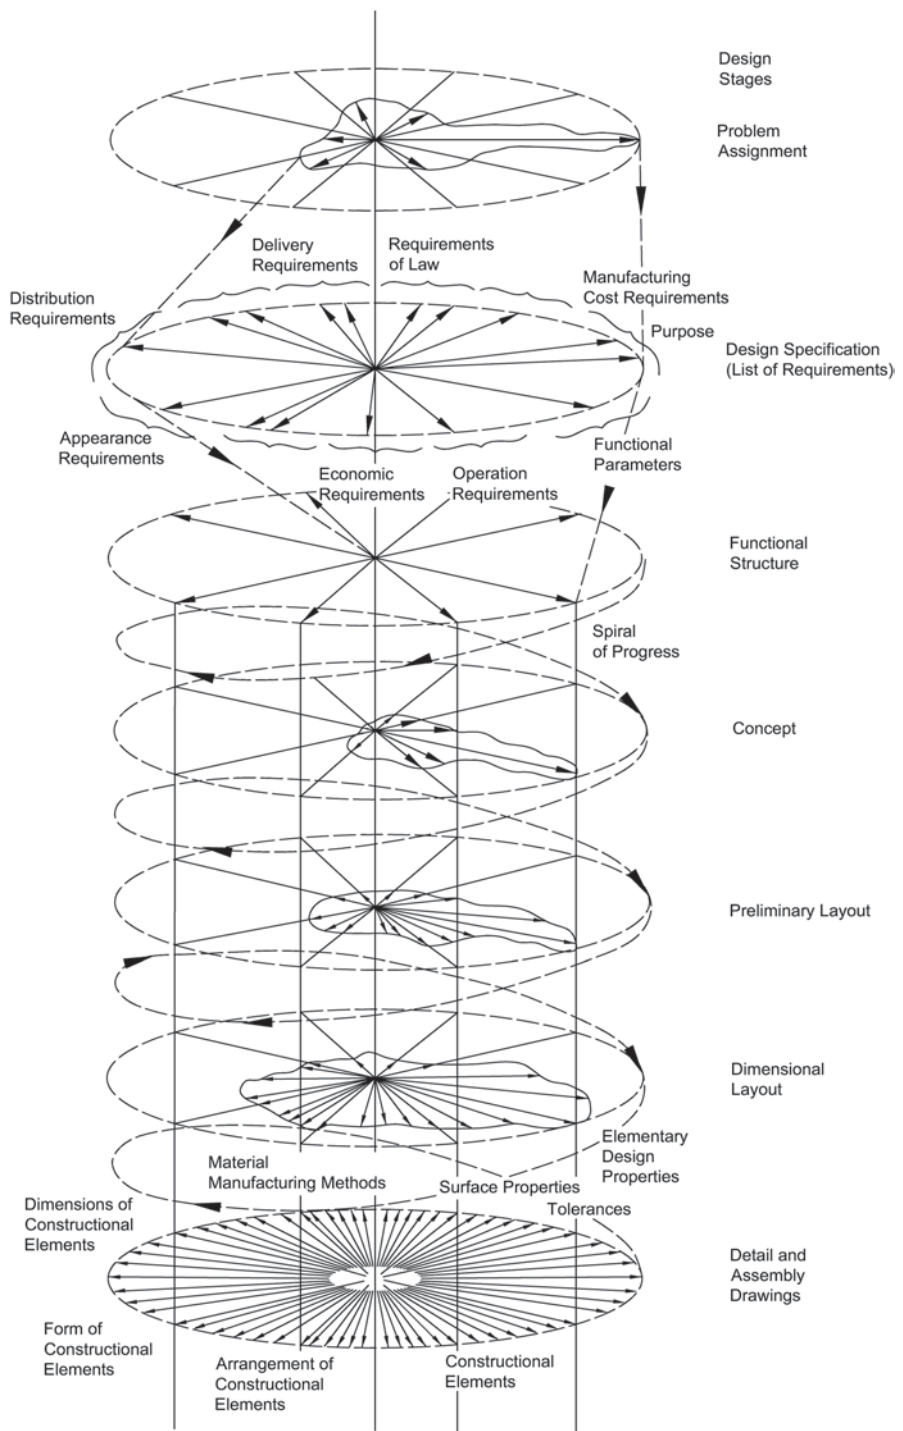 Design
Stages
Problem
Assignment
Delivery
Requirements
Requirements
of Law
Distribution
Requirements
Manufacturing
Cost Requirements
Purpose
Design Specification
(List of Requirements)
Appearance
Requirements
Economic
Requirements
Operation
Requirements
Functional
Parameters
Functional
Structure
Spiral
of Progress
Concept
Preliminary Layout
Dimensional
Layout
Elementary
Design
Properties
Material
Manufacturing Methods
Surface Properties
Tolerances
Dimensions of
Constructional
Elements
Detail and
Assembly
Drawings
Form of
Constructional
Elements
Arrangement of
Constructional
Elements
Constructional
Elements